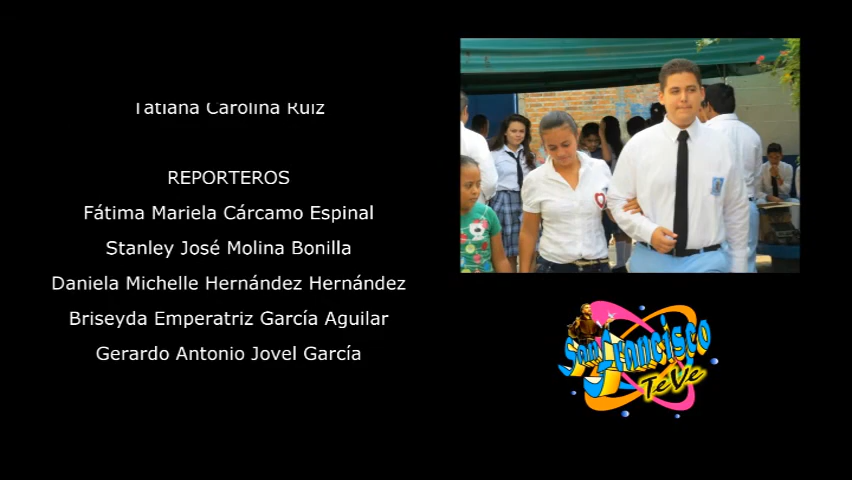 Tatiana Carolina Ruiz
REPORTEROS
Fátima Mariela Cárcamo Espinal
Stanley José Molina Bonilla
Daniela Michelle Hernández Hernández
Briseyda Emperatriz García Aguilar
Gerardo Antonio Jovel García
San Francisco
TeVe